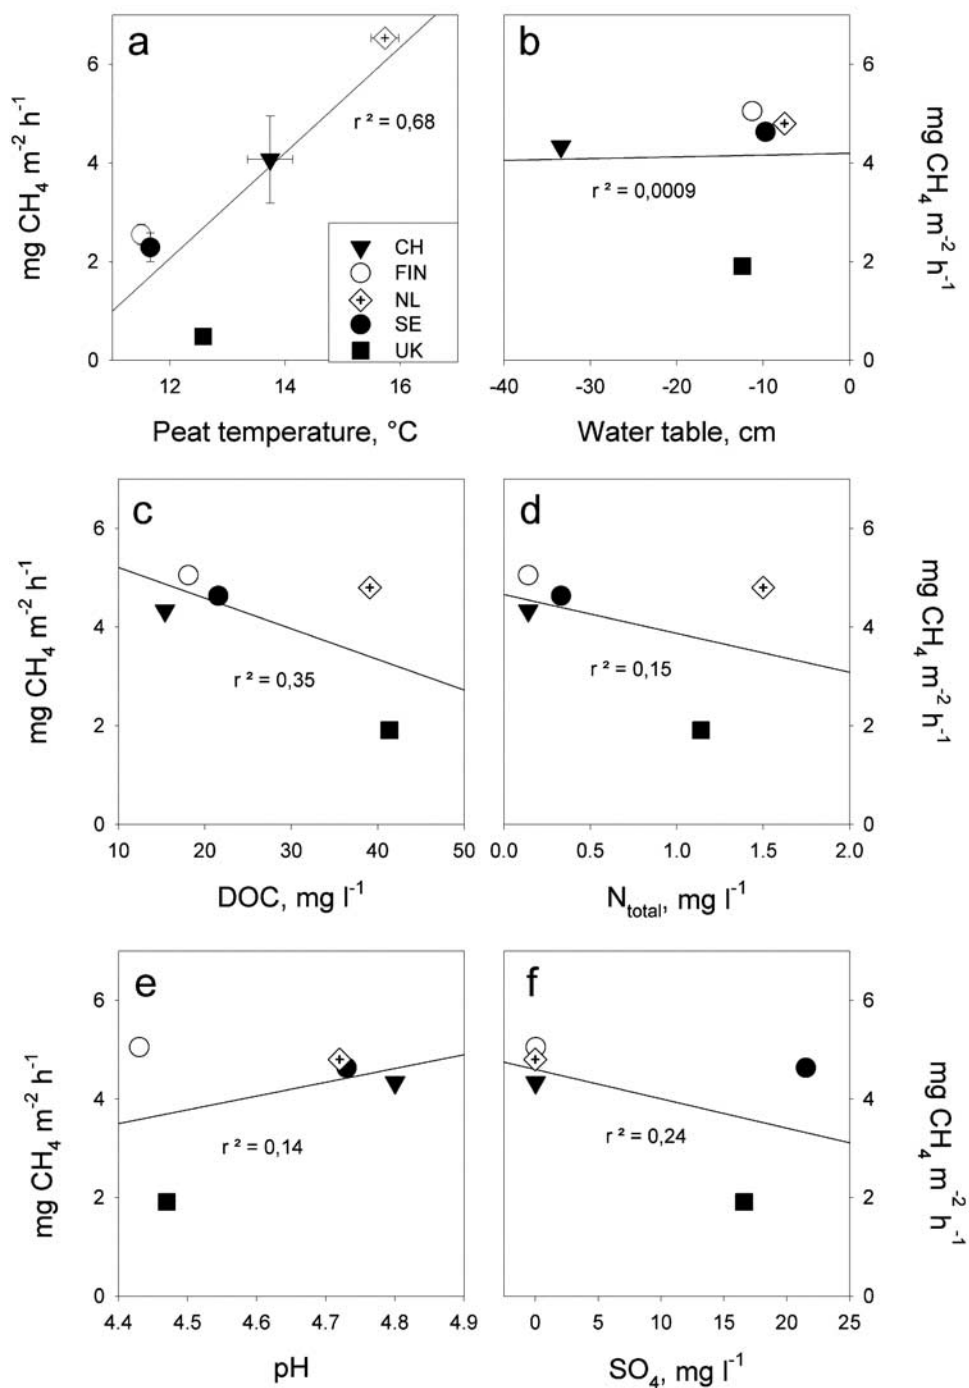 a
mg CH₄ m⁻² h⁻¹
6
4
2
0
r ² = 0,68
CH
FIN
NL
SE
UK
12 14 16
Peat temperature, °C
b
6
4
2
0
mg CH₄ m⁻² h⁻¹
r ² = 0,0009
-40 -30 -20 -10 0
Water table, cm
c
mg CH₄ m⁻² h⁻¹
6
4
2
0
r ² = 0,35
10 20 30 40 50
DOC, mg l⁻¹
d
6
4
2
0
mg CH₄ m⁻² h⁻¹
r ² = 0,15
0.0 0.5 1.0 1.5 2.0
N_total, mg l⁻¹
e
mg CH₄ m⁻² h⁻¹
6
4
2
0
r ² = 0,14
4.4 4.5 4.6 4.7 4.8 4.9
pH
f
6
4
2
0
mg CH₄ m⁻² h⁻¹
r ² = 0,24
0 5 10 15 20 25
SO₄, mg l⁻¹